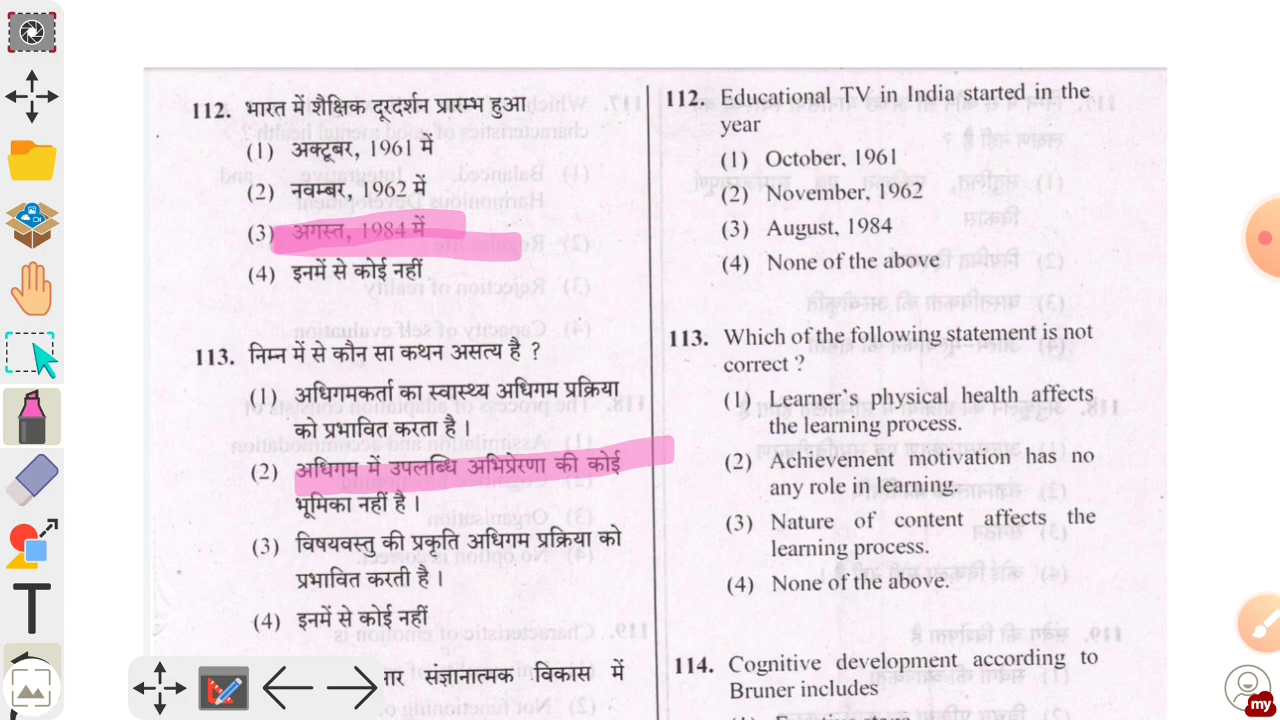 112. भारत में शैक्षिक दूरदर्शन प्रारम्भ हुआ
(1) अक्टूबर, 1961 में
(2) नवम्बर, 1962 में
(3) अगस्त, 1984 में
(4) इनमें से कोई नहीं
113. निम्न में से कौन सा कथन असत्य है ?
(1) अधिगमकर्ता का स्वास्थ्य अधिगम प्रक्रिया
को प्रभावित करता है।
(2) अधिगम में उपलब्धि अभिप्रेरणा की कोई
भूमिका नहीं है।
(3) विषयवस्तु की प्रकृति अधिगम प्रक्रिया को
प्रभावित करती है।
(4) इनमें से कोई नहीं
संज्ञानात्मक विकास में
112. Educational TV in India started in the
year
(1) October, 1961
(2) November, 1962
(3) August, 1984
(4) None of the above
113. Which of the following statement is not
correct ?
(1) Learner's physical health affects
the learning process.
(2) Achievement motivation has no
any role in learning.
(3) Nature of content affects the
learning process.
(4) None of the above.
114. Cognitive development according to
Bruner includes
T
my